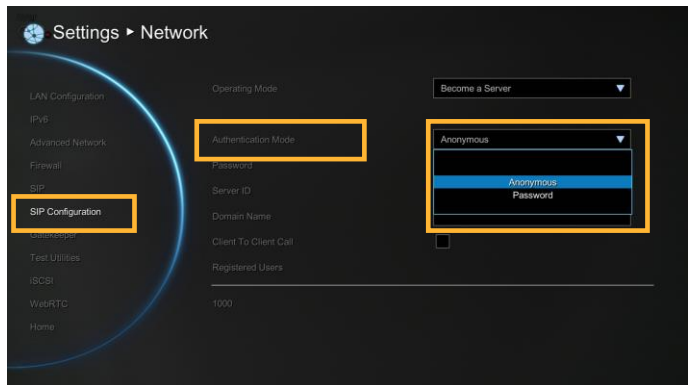 Settings ▸ Network
LAN Configuration
IPv6
Advanced Network
Firewall
SIP
SIP Configuration
Gatekeeper
Test Utilities
iSCSI
WebRTC
Home
Operating Mode
Become a Server
Authentication Mode
Anonymous
Anonymous
Password
Password
Server ID
Domain Name
Client To Client Call
Registered Users
1000